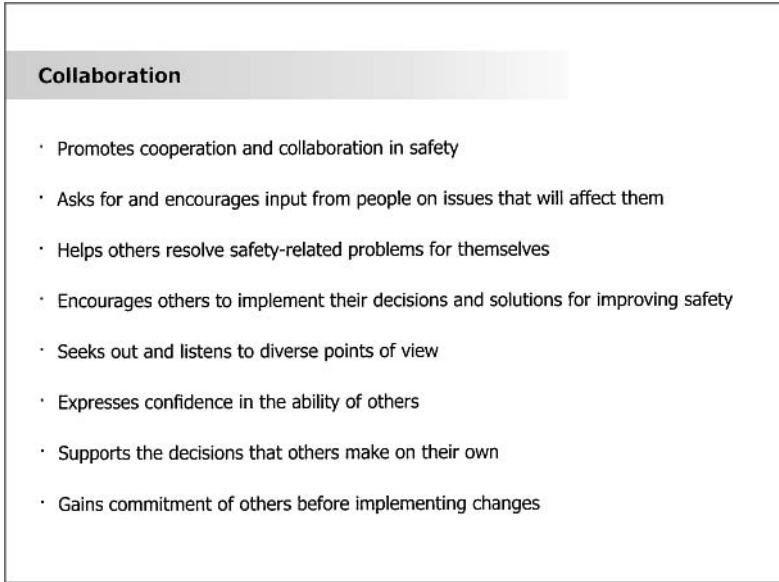 Collaboration
· Promotes cooperation and collaboration in safety
· Asks for and encourages input from people on issues that will affect them
· Helps others resolve safety-related problems for themselves
· Encourages others to implement their decisions and solutions for improving safety
· Seeks out and listens to diverse points of view
· Expresses confidence in the ability of others
· Supports the decisions that others make on their own
· Gains commitment of others before implementing changes